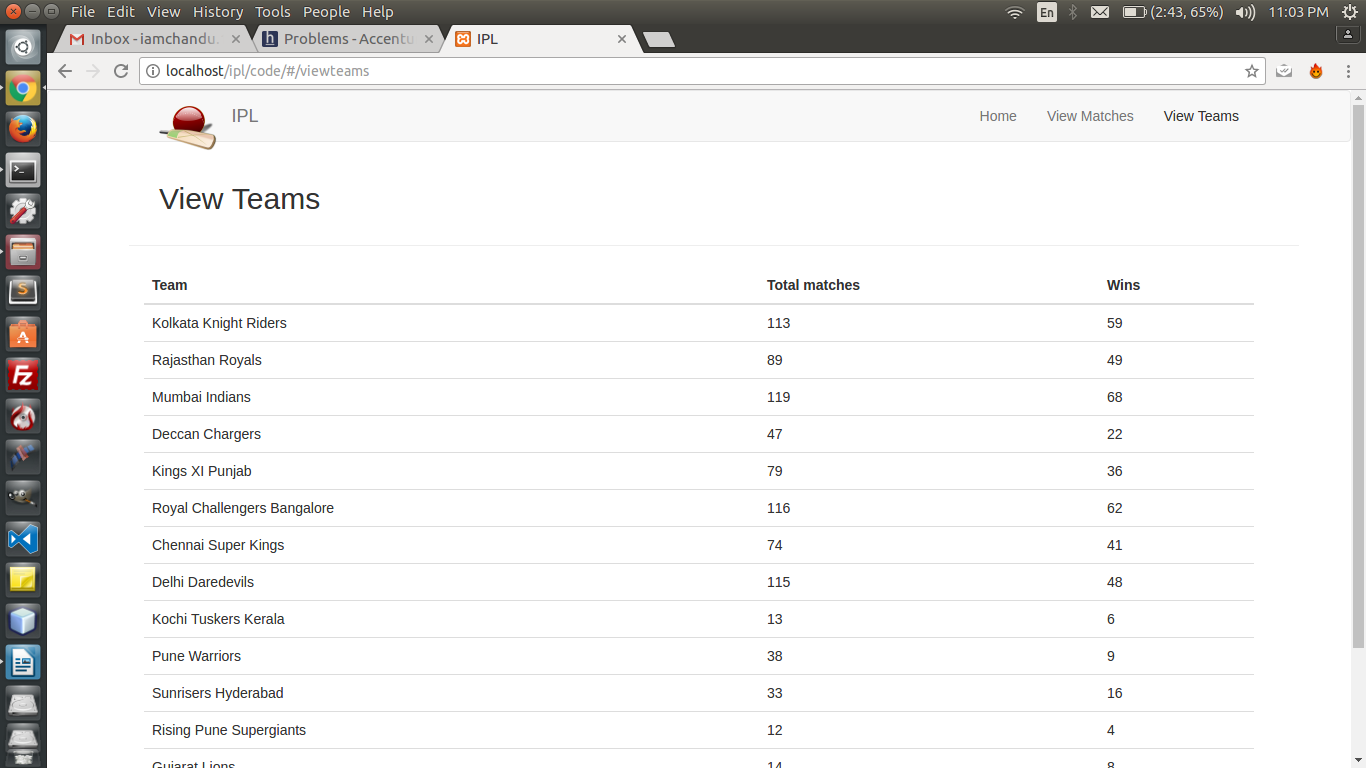 File Edit View History Tools People Help En (2:43, 65%) 11:03 PM
Inbox - iamchandu. Problems - Accentu IPL
localhost/ipl/code/#/viewteams
IPL Home View Matches View Teams
View Teams
Team Total matches Wins
Kolkata Knight Riders 113 59
Rajasthan Royals 89 49
Mumbai Indians 119 68
Deccan Chargers 47 22
Kings XI Punjab 79 36
Royal Challengers Bangalore 116 62
Chennai Super Kings 74 41
Delhi Daredevils 115 48
Kochi Tuskers Kerala 13 6
Pune Warriors 38 9
Sunrisers Hyderabad 33 16
Rising Pune Supergiants 12 4
Gujarat Lions 14 8